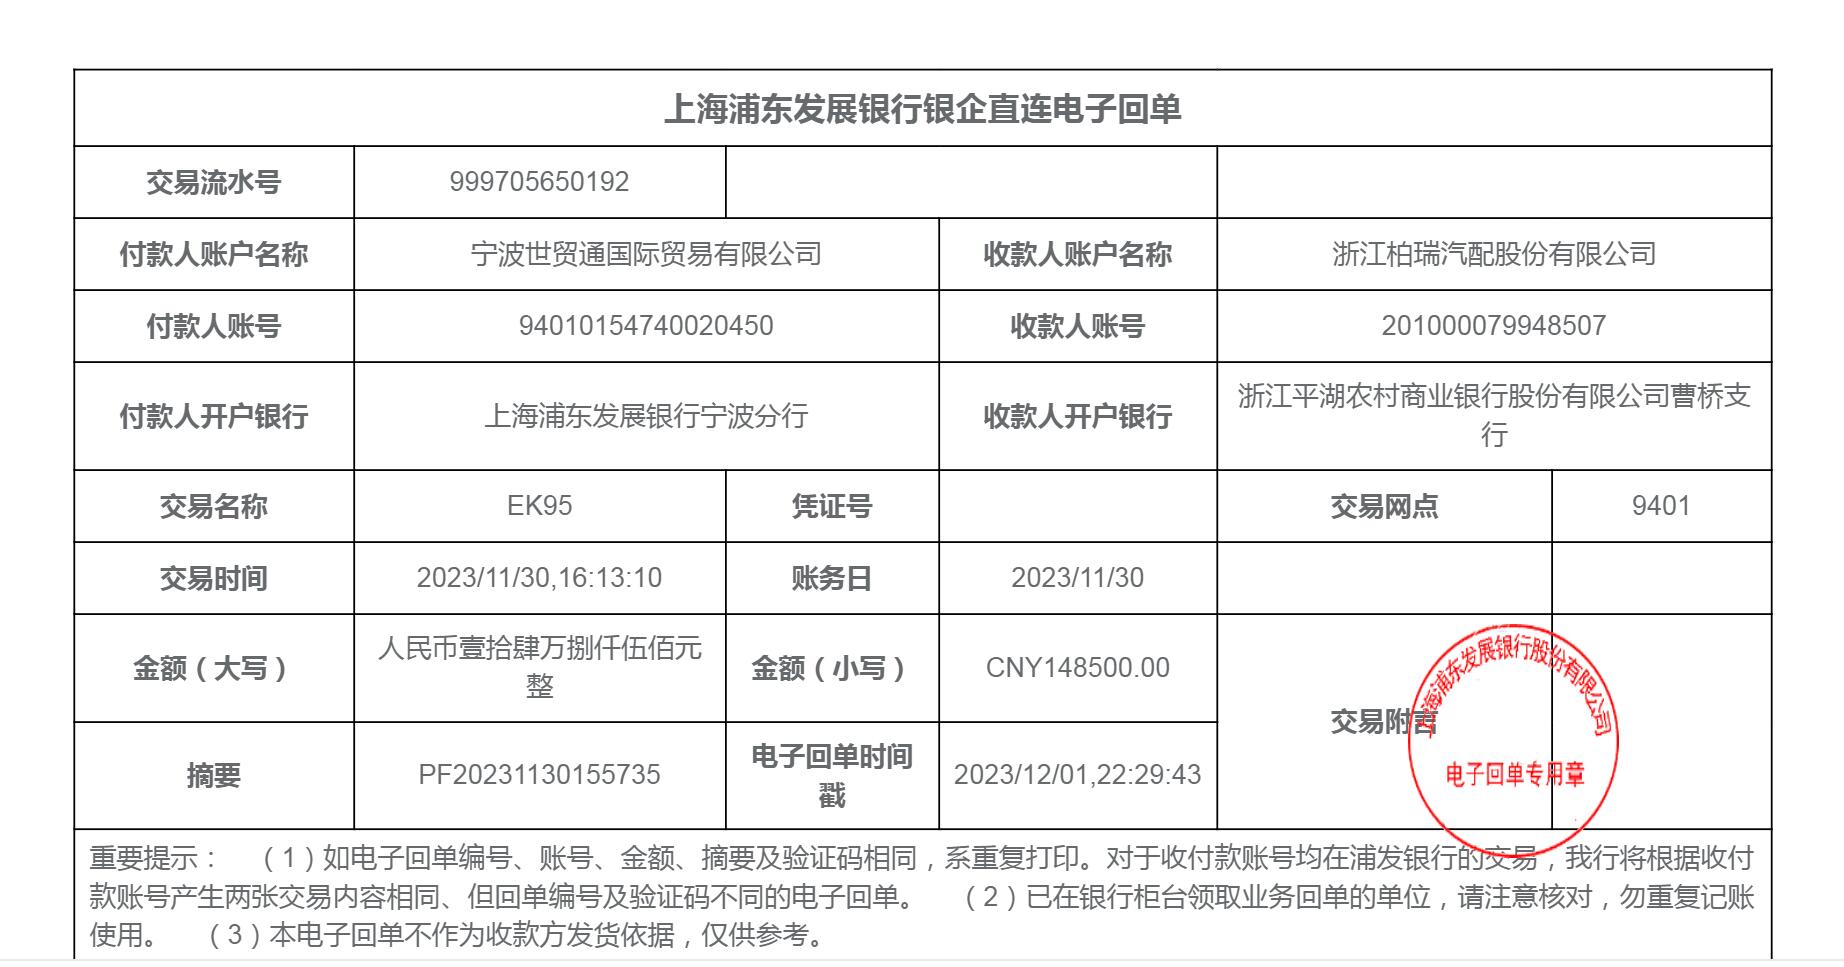 上海浦东发展银行银企直连电子回单
交易流水号 999705650192
付款人账户名称 宁波世贸通国际贸易有限公司 收款人账户名称 浙江柏瑞汽配股份有限公司
付款人账号 94010154740020450 收款人账号 201000079948507
付款人开户银行 上海浦东发展银行宁波分行 收款人开户银行 浙江平湖农村商业银行股份有限公司曹桥支
行
交易名称 EK95 凭证号 交易网点 9401
交易时间 2023/11/30,16:13:10 账务日 2023/11/30
金额（大写） 人民币壹拾肆万捌仟伍佰元
整
金额（小写） CNY148500.00
交易附言
上海浦东发展银行股份有限公司
电子回单专用章
摘要 PF20231130155735 电子回单时间
戳
2023/12/01,22:29:43
重要提示： （1）如电子回单编号、账号、金额、摘要及验证码相同，系重复打印。对于收付款账号均在浦发银行的交易，我行将根据收付
款账号产生两张交易内容相同、但回单编号及验证码不同的电子回单。 （2）已在银行柜台领取业务回单的单位，请注意核对，勿重复记账
使用。 （3）本电子回单不作为收款方发货依据，仅供参考。